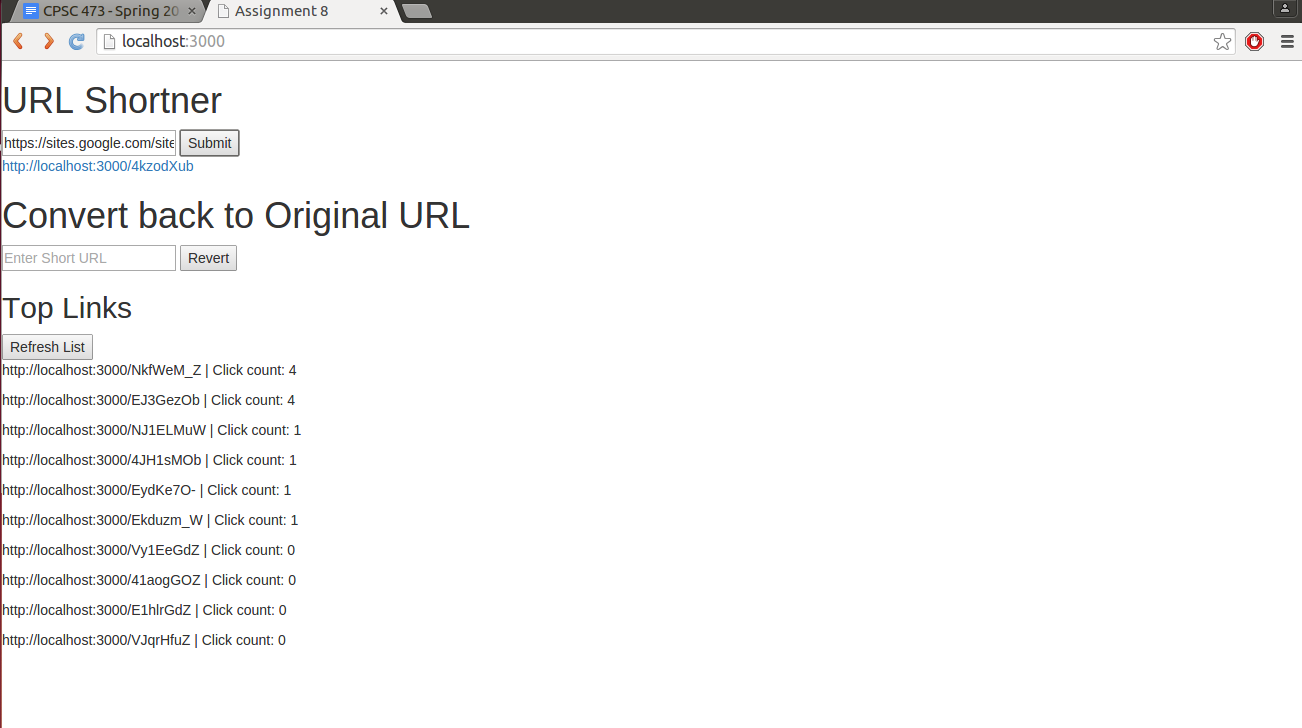 CPSC 473 - Spring 20
Assignment 8
localhost:3000
URL Shortner
https://sites.google.com/site
Submit
http://localhost:3000/4kzodXub
Convert back to Original URL
Enter Short URL
Revert
Top Links
Refresh List
http://localhost:3000/NkfWeM_Z | Click count: 4
http://localhost:3000/EJ3GezOb | Click count: 4
http://localhost:3000/NJ1ELMuW | Click count: 1
http://localhost:3000/4JH1sMOb | Click count: 1
http://localhost:3000/EydKe7O- | Click count: 1
http://localhost:3000/Ekduzm_W | Click count: 1
http://localhost:3000/Vy1EeGdZ | Click count: 0
http://localhost:3000/41aogGOZ | Click count: 0
http://localhost:3000/E1hlrGdZ | Click count: 0
http://localhost:3000/VJqrHfuZ | Click count: 0